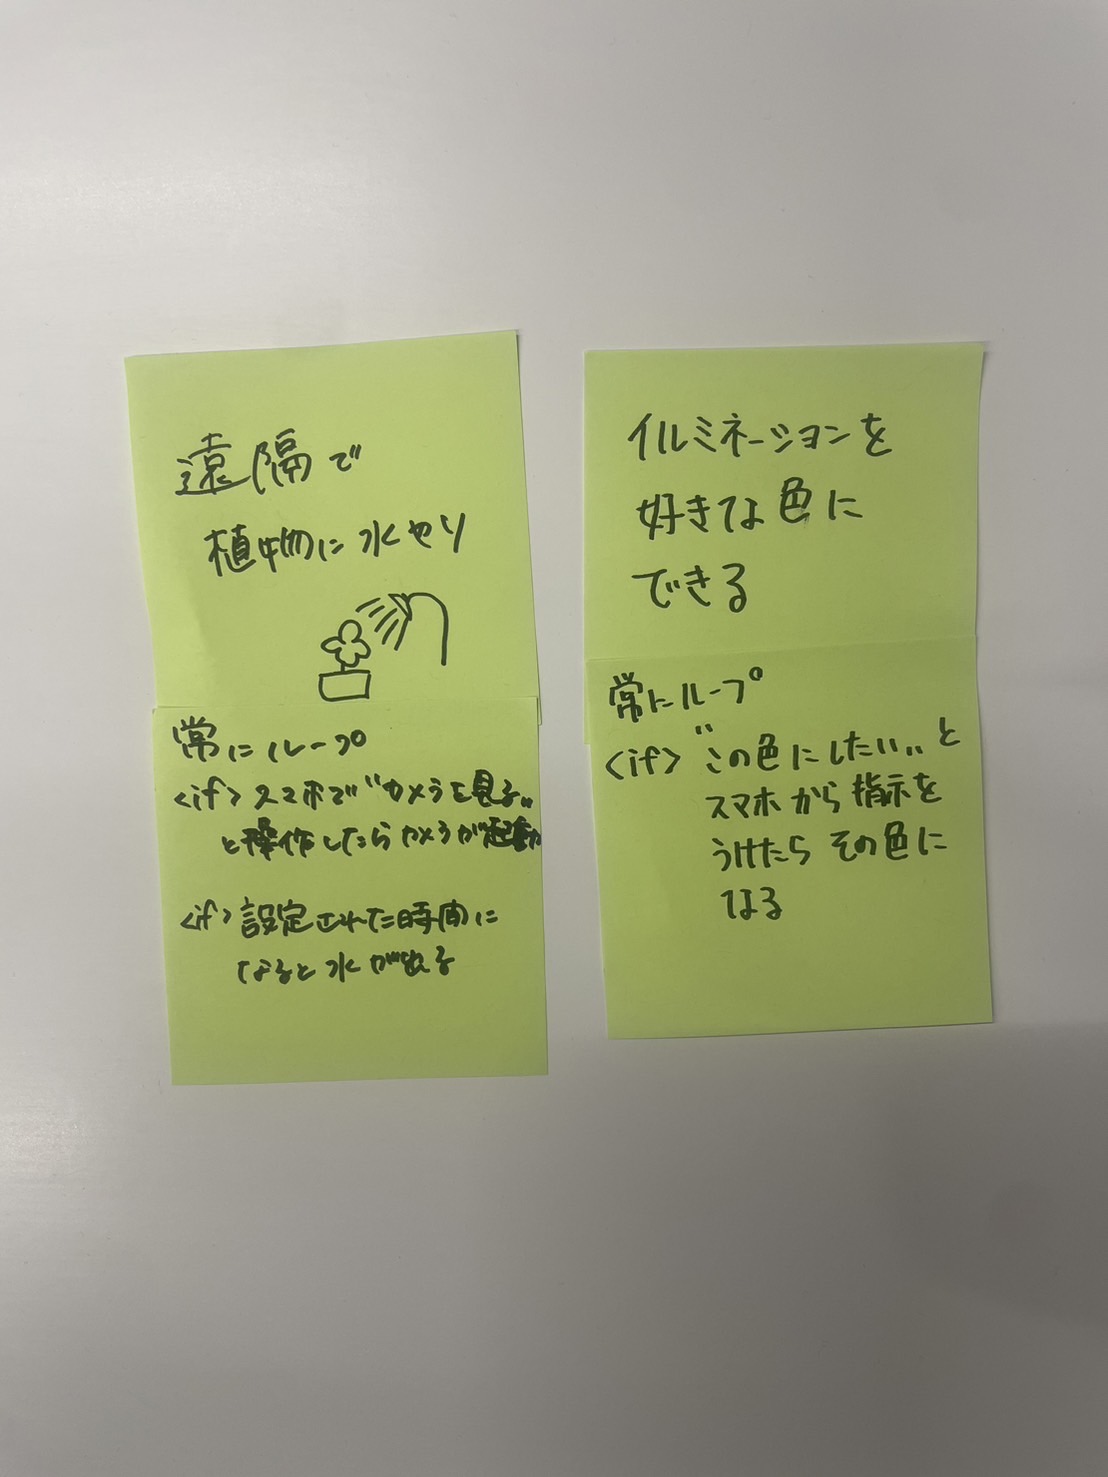 遠隔で
植物に水やり
常にループ
<if>スマホで"カメラを見る"
と操作したらカメラが起動
<if>設定された時間に
なると水が出る
イルミネーションを
好きな色に
できる
常にループ
<if>"この色にしたい"と
スマホから指示を
うけたらその色に
なる